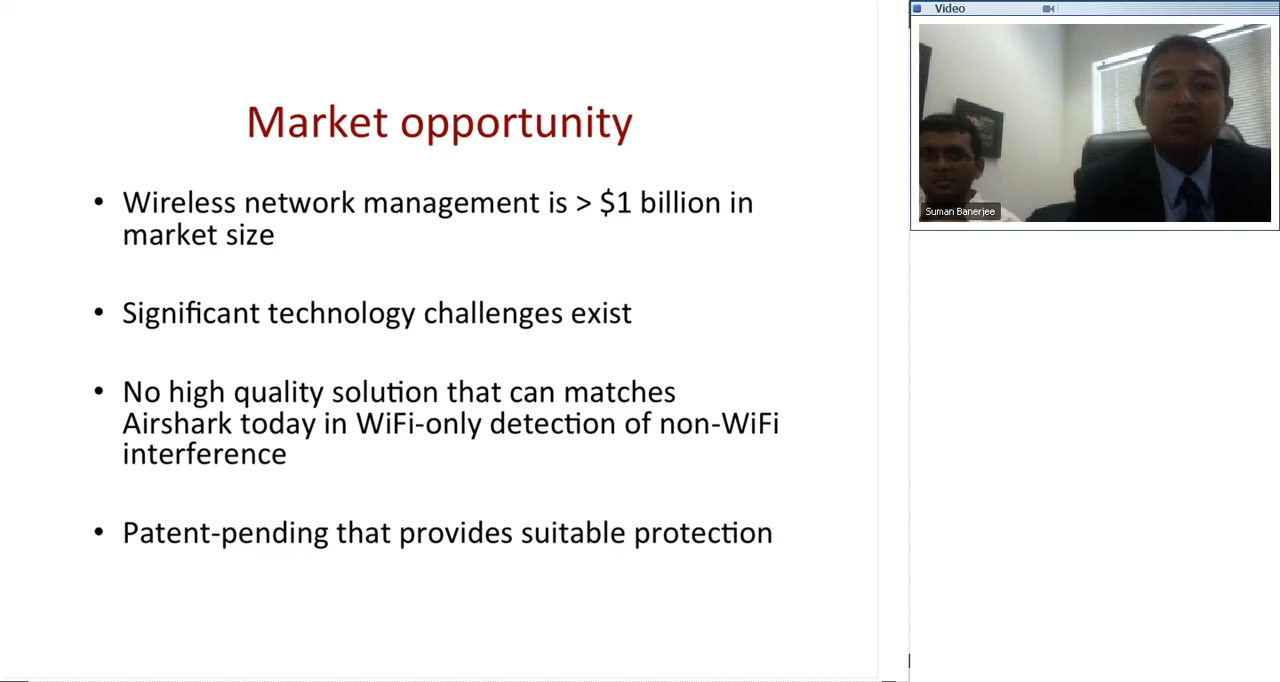 Market opportunity
• Wireless network management is > $1 billion in
market size
• Significant technology challenges exist
• No high quality solution that can matches
Airshark today in WiFi-only detection of non-WiFi
interference
• Patent-pending that provides suitable protection
Video
Suman Banerjee